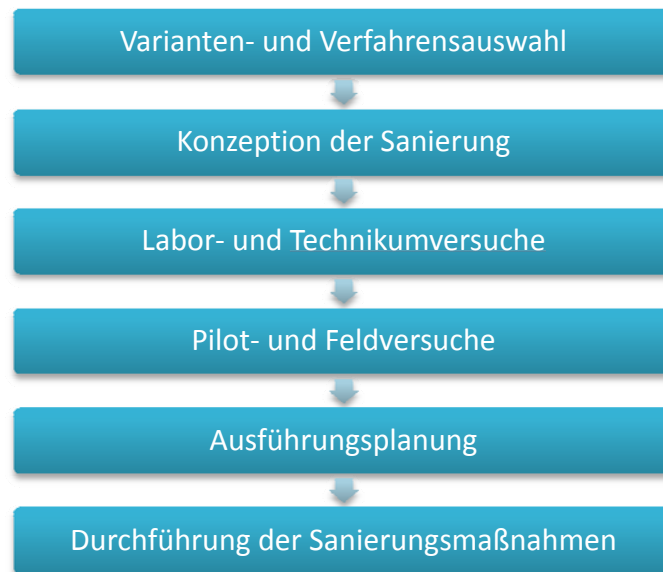 Varianten- und Verfahrensauswahl
Konzeption der Sanierung
Labor- und Technikumversuche
Pilot- und Feldversuche
Ausführungsplanung
Durchführung der Sanierungsmaßnahmen